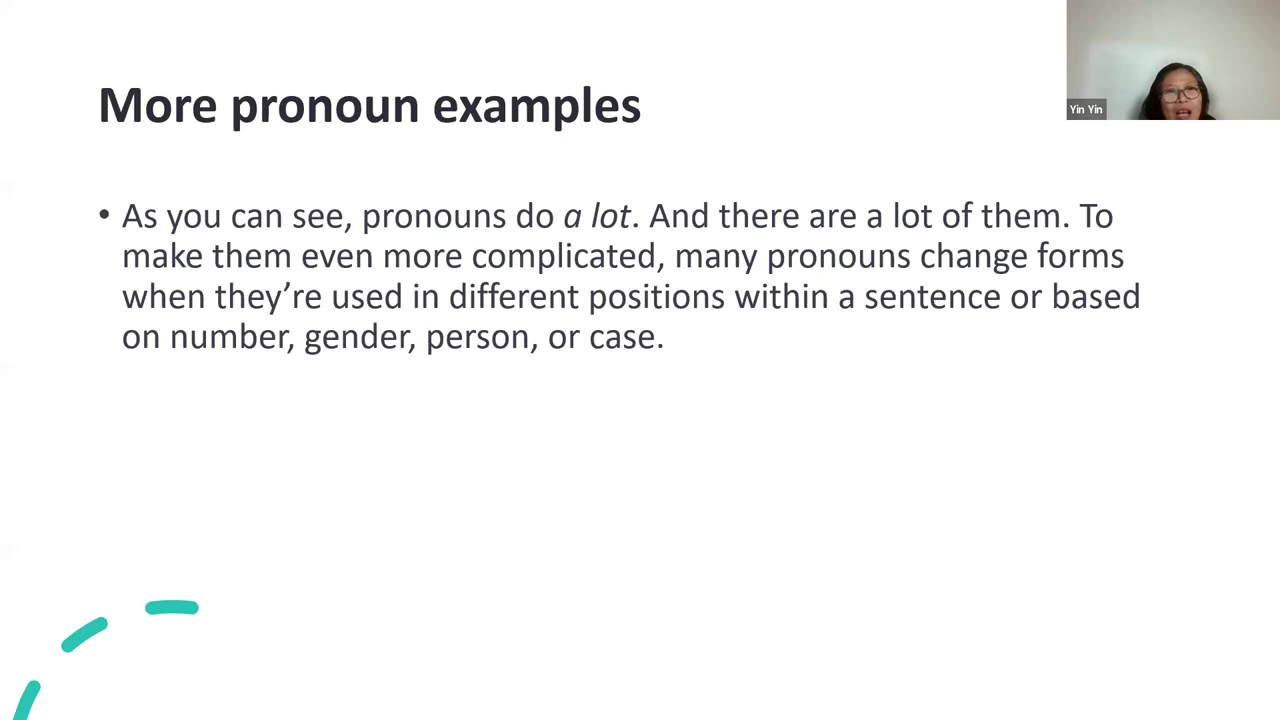 More pronoun examples
Yin Yin
• As you can see, pronouns do a lot. And there are a lot of them. To
make them even more complicated, many pronouns change forms
when they’re used in different positions within a sentence or based
on number, gender, person, or case.